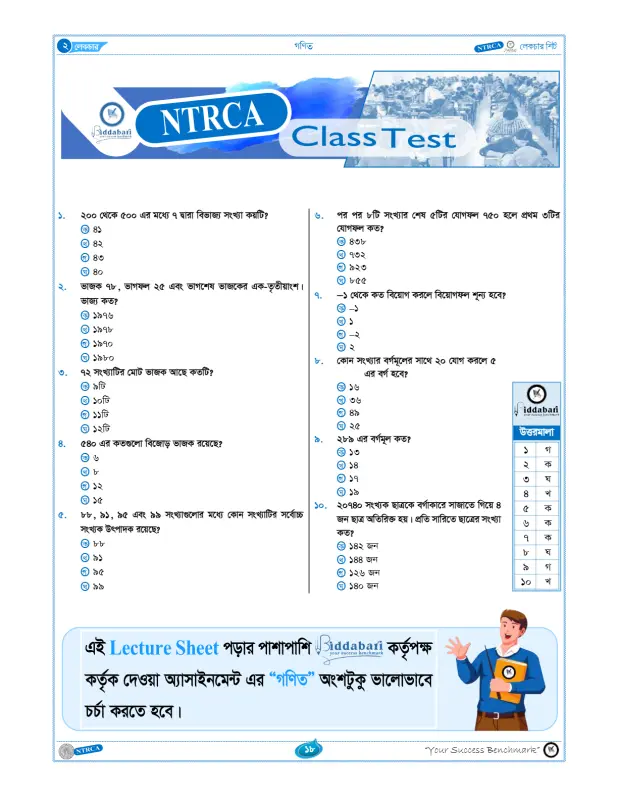 ২ লেকচার
গণিত
NTRCA
লেকচার শিট
iddabari
NTRCA
Class Test
১. ২০০ থেকে ৫০০ এর মধ্যে ৭ দ্বারা বিভাজ্য সংখ্যা কয়টি?
ক ৪১
খ ৪২
গ ৪৩
ঘ ৪০
২. ভাজক ৭৮, ভাগফল ২৫ এবং ভাগশেষ ভাজকের এক-তৃতীয়াংশ।
ভাজ্য কত?
ক ১৯৭৬
খ ১৯৭৮
গ ১৯৭০
ঘ ১৯৮০
৩. ৭২ সংখ্যাটির মোট ভাজক আছে কতটি?
ক ৯টি
খ ১০টি
গ ১১টি
ঘ ১২টি
৪. ৫৪০ এর কতগুলো বিজোড় ভাজক রয়েছে?
ক ৬
খ ৮
গ ১২
ঘ ১৫
৫. ৮৮, ৯১, ৯৫ এবং ৯৯ সংখ্যাগুলোর মধ্যে কোন সংখ্যাটির সর্বোচ্চ
সংখ্যক উৎপাদক রয়েছে?
ক ৮৮
খ ৯১
গ ৯৫
ঘ ৯৯
৬. পর পর ৮টি সংখ্যার শেষ ৫টির যোগফল ৭৫০ হলে প্রথম ৩টির
যোগফল কত?
ক ৪৩৮
খ ৭৩২
গ ৯২৩
ঘ ৮৫৫
৭. –১ থেকে কত বিয়োগ করলে বিয়োগফল শূন্য হবে?
ক –১
খ ১
গ –২
ঘ ২
৮. কোন সংখ্যার বর্গমূলের সাথে ২০ যোগ করলে ৫
এর বর্গ হবে?
ক ১৬
খ ৩৬
গ ৪৯
ঘ ২৫
৯. ২৮৯ এর বর্গমূল কত?
ক ১৩
খ ১৪
গ ১৭
ঘ ১৯
১০. ২০৭৪০ সংখ্যক ছাত্রকে বর্গাকারে সাজাতে গিয়ে ৪
জন ছাত্র অতিরিক্ত হয়। প্রতি সারিতে ছাত্রের সংখ্যা
কত?
ক ১৪২ জন
খ ১৪৪ জন
গ ১২৬ জন
ঘ ১৪০ জন
iddabari
উত্তরমালা
১ গ
২ ক
৩ ঘ
৪ খ
৫ ক
৬ ক
৭ ক
৮ ঘ
৯ গ
১০ খ
এই Lecture Sheet পড়ার পাশাপাশি iddabari কর্তৃপক্ষ
your success benchmark
কর্তৃক দেওয়া অ্যাসাইনমেন্ট এর “গণিত” অংশটুকু ভালোভাবে
চর্চা করতে হবে।
NTRCA
১৮
“Your Success Benchmark”